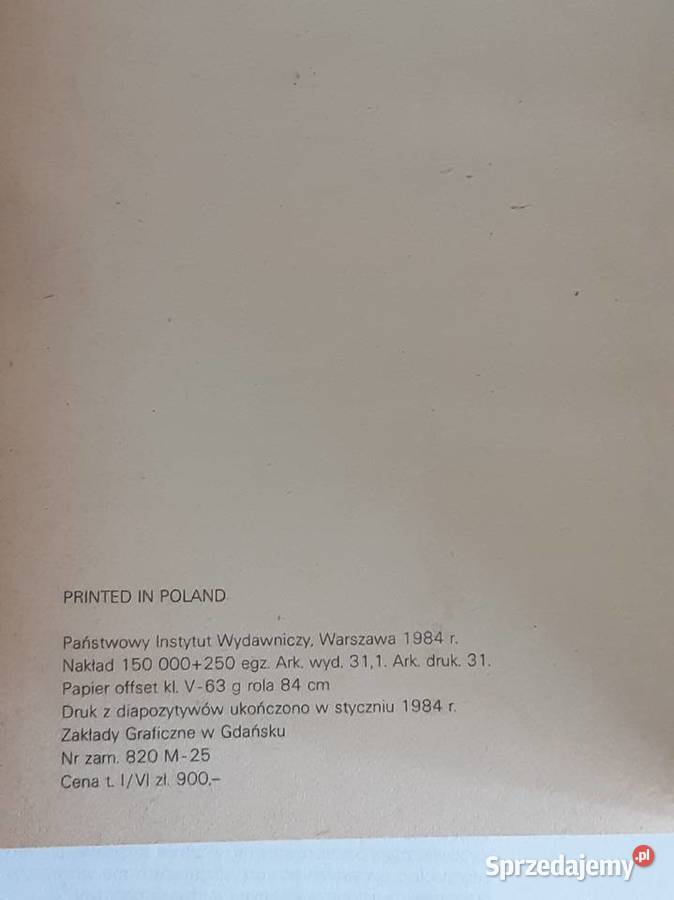 PRINTED IN POLAND
Państwowy Instytut Wydawniczy, Warszawa 1984 r.
Nakład 150 000+250 egz. Ark. wyd. 31,1. Ark. druk. 31.
Papier offset kl. V-63 g rola 84 cm
Druk z diapozytywów ukończono w styczniu 1984 r.
Zakłady Graficzne w Gdańsku
Nr zam. 820 M-25
Cena t. I/VI zł. 900,–
Sprzedajemy.pl